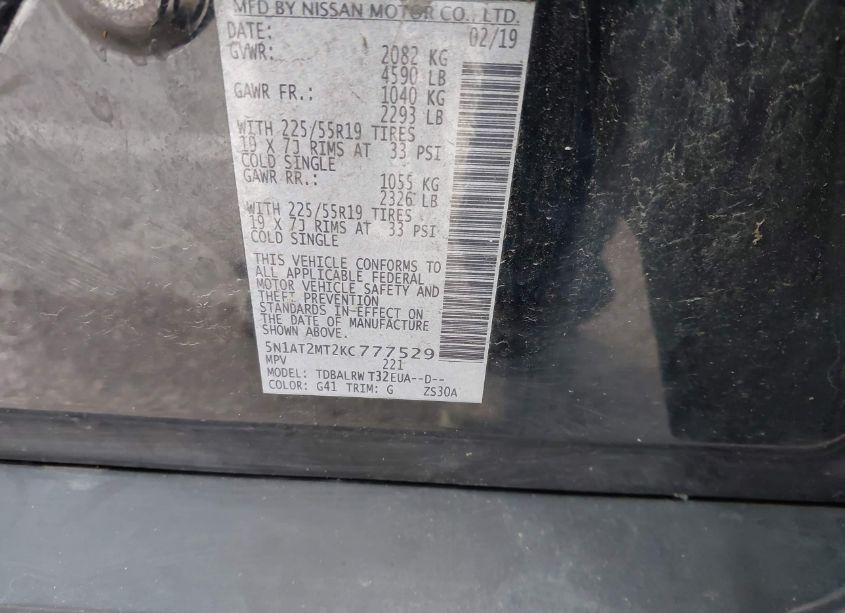 MFD BY NISSAN MOTOR CO., LTD.
DATE: 02/19
GVWR: 2082 KG
4590 LB
GAWR FR.: 1040 KG
2293 LB
WITH 225/55R19 TIRES
19 X 7J RIMS AT 33 PSI
COLD SINGLE
GAWR RR.: 1055 KG
2326 LB
WITH 225/55R19 TIRES
19 X 7J RIMS AT 33 PSI
COLD SINGLE
THIS VEHICLE CONFORMS TO
ALL APPLICABLE FEDERAL
MOTOR VEHICLE SAFETY AND
THEFT PREVENTION
STANDARDS IN-EFFECT ON
THE DATE OF MANUFACTURE
SHOWN ABOVE.
5N1AT2MT2KC777529
MPV 221
MODEL: TDBALRW T32EUA--D--
COLOR: G41 TRIM: G ZS30A